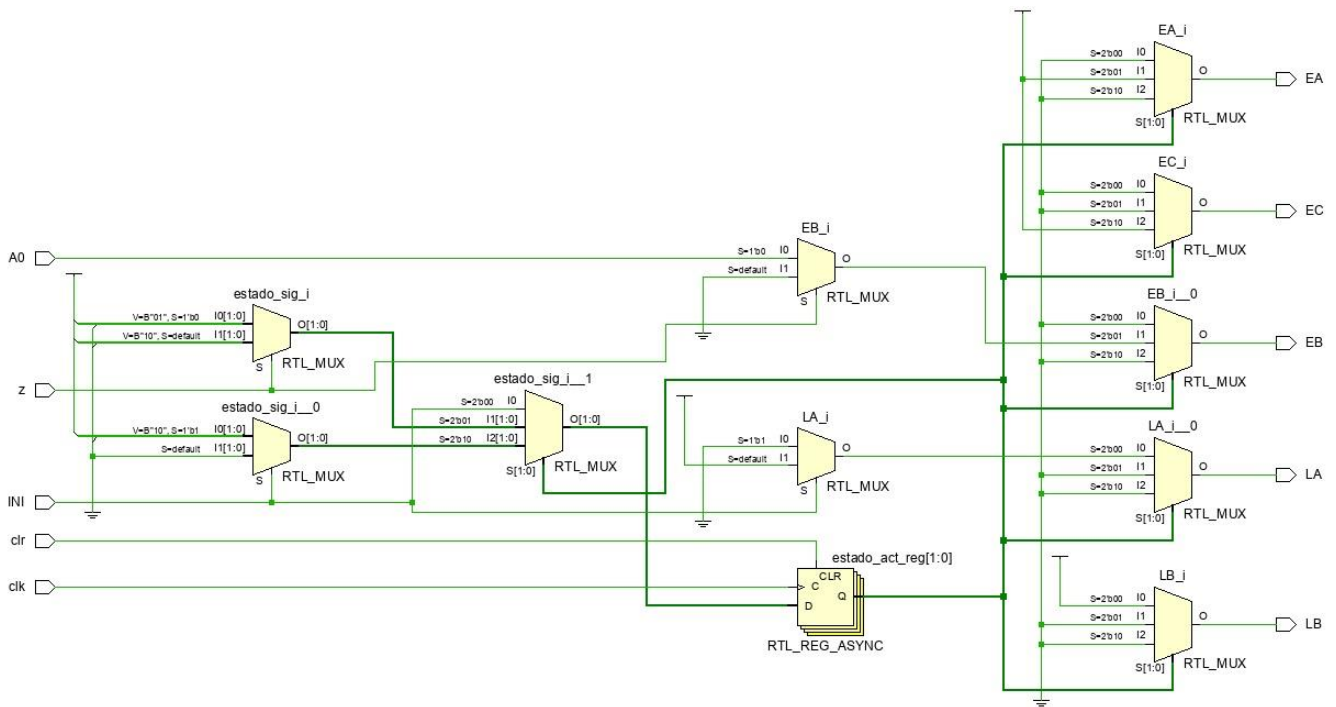 EA_i
S=2'b00 I0
S=2'b01 I1
S=2'b10 I2
O
EA
S[1:0]
RTL_MUX
EC_i
S=2'b00 I0
S=2'b01 I1
S=2'b10 I2
O
EC
S[1:0]
RTL_MUX
A0
EB_i
S=1'b0 I0
S=default I1
O
S
RTL_MUX
estado_sig_i
V=B"01", S=1'b0 I0[1:0]
V=B"10", S=default I1[1:0]
O[1:0]
S
RTL_MUX
EB_i__0
S=2'b00 I0
S=2'b01 I1
S=2'b10 I2
O
EB
S[1:0]
RTL_MUX
z
estado_sig_i__0
V=B"10", S=1'b1 I0[1:0]
S=default I1[1:0]
O[1:0]
S
RTL_MUX
estado_sig_i__1
S=2'b00 I0
S=2'b01 I1[1:0]
S=2'b10 I2[1:0]
O[1:0]
S[1:0]
RTL_MUX
LA_i
S=1'b1 I0
S=default I1
O
S
RTL_MUX
LA_i__0
S=2'b00 I0
S=2'b01 I1
S=2'b10 I2
O
LA
S[1:0]
RTL_MUX
INI
clr
clk
estado_act_reg[1:0]
CLR
C
D
Q
RTL_REG_ASYNC
LB_i
S=2'b00 I0
S=2'b01 I1
S=2'b10 I2
O
LB
S[1:0]
RTL_MUX